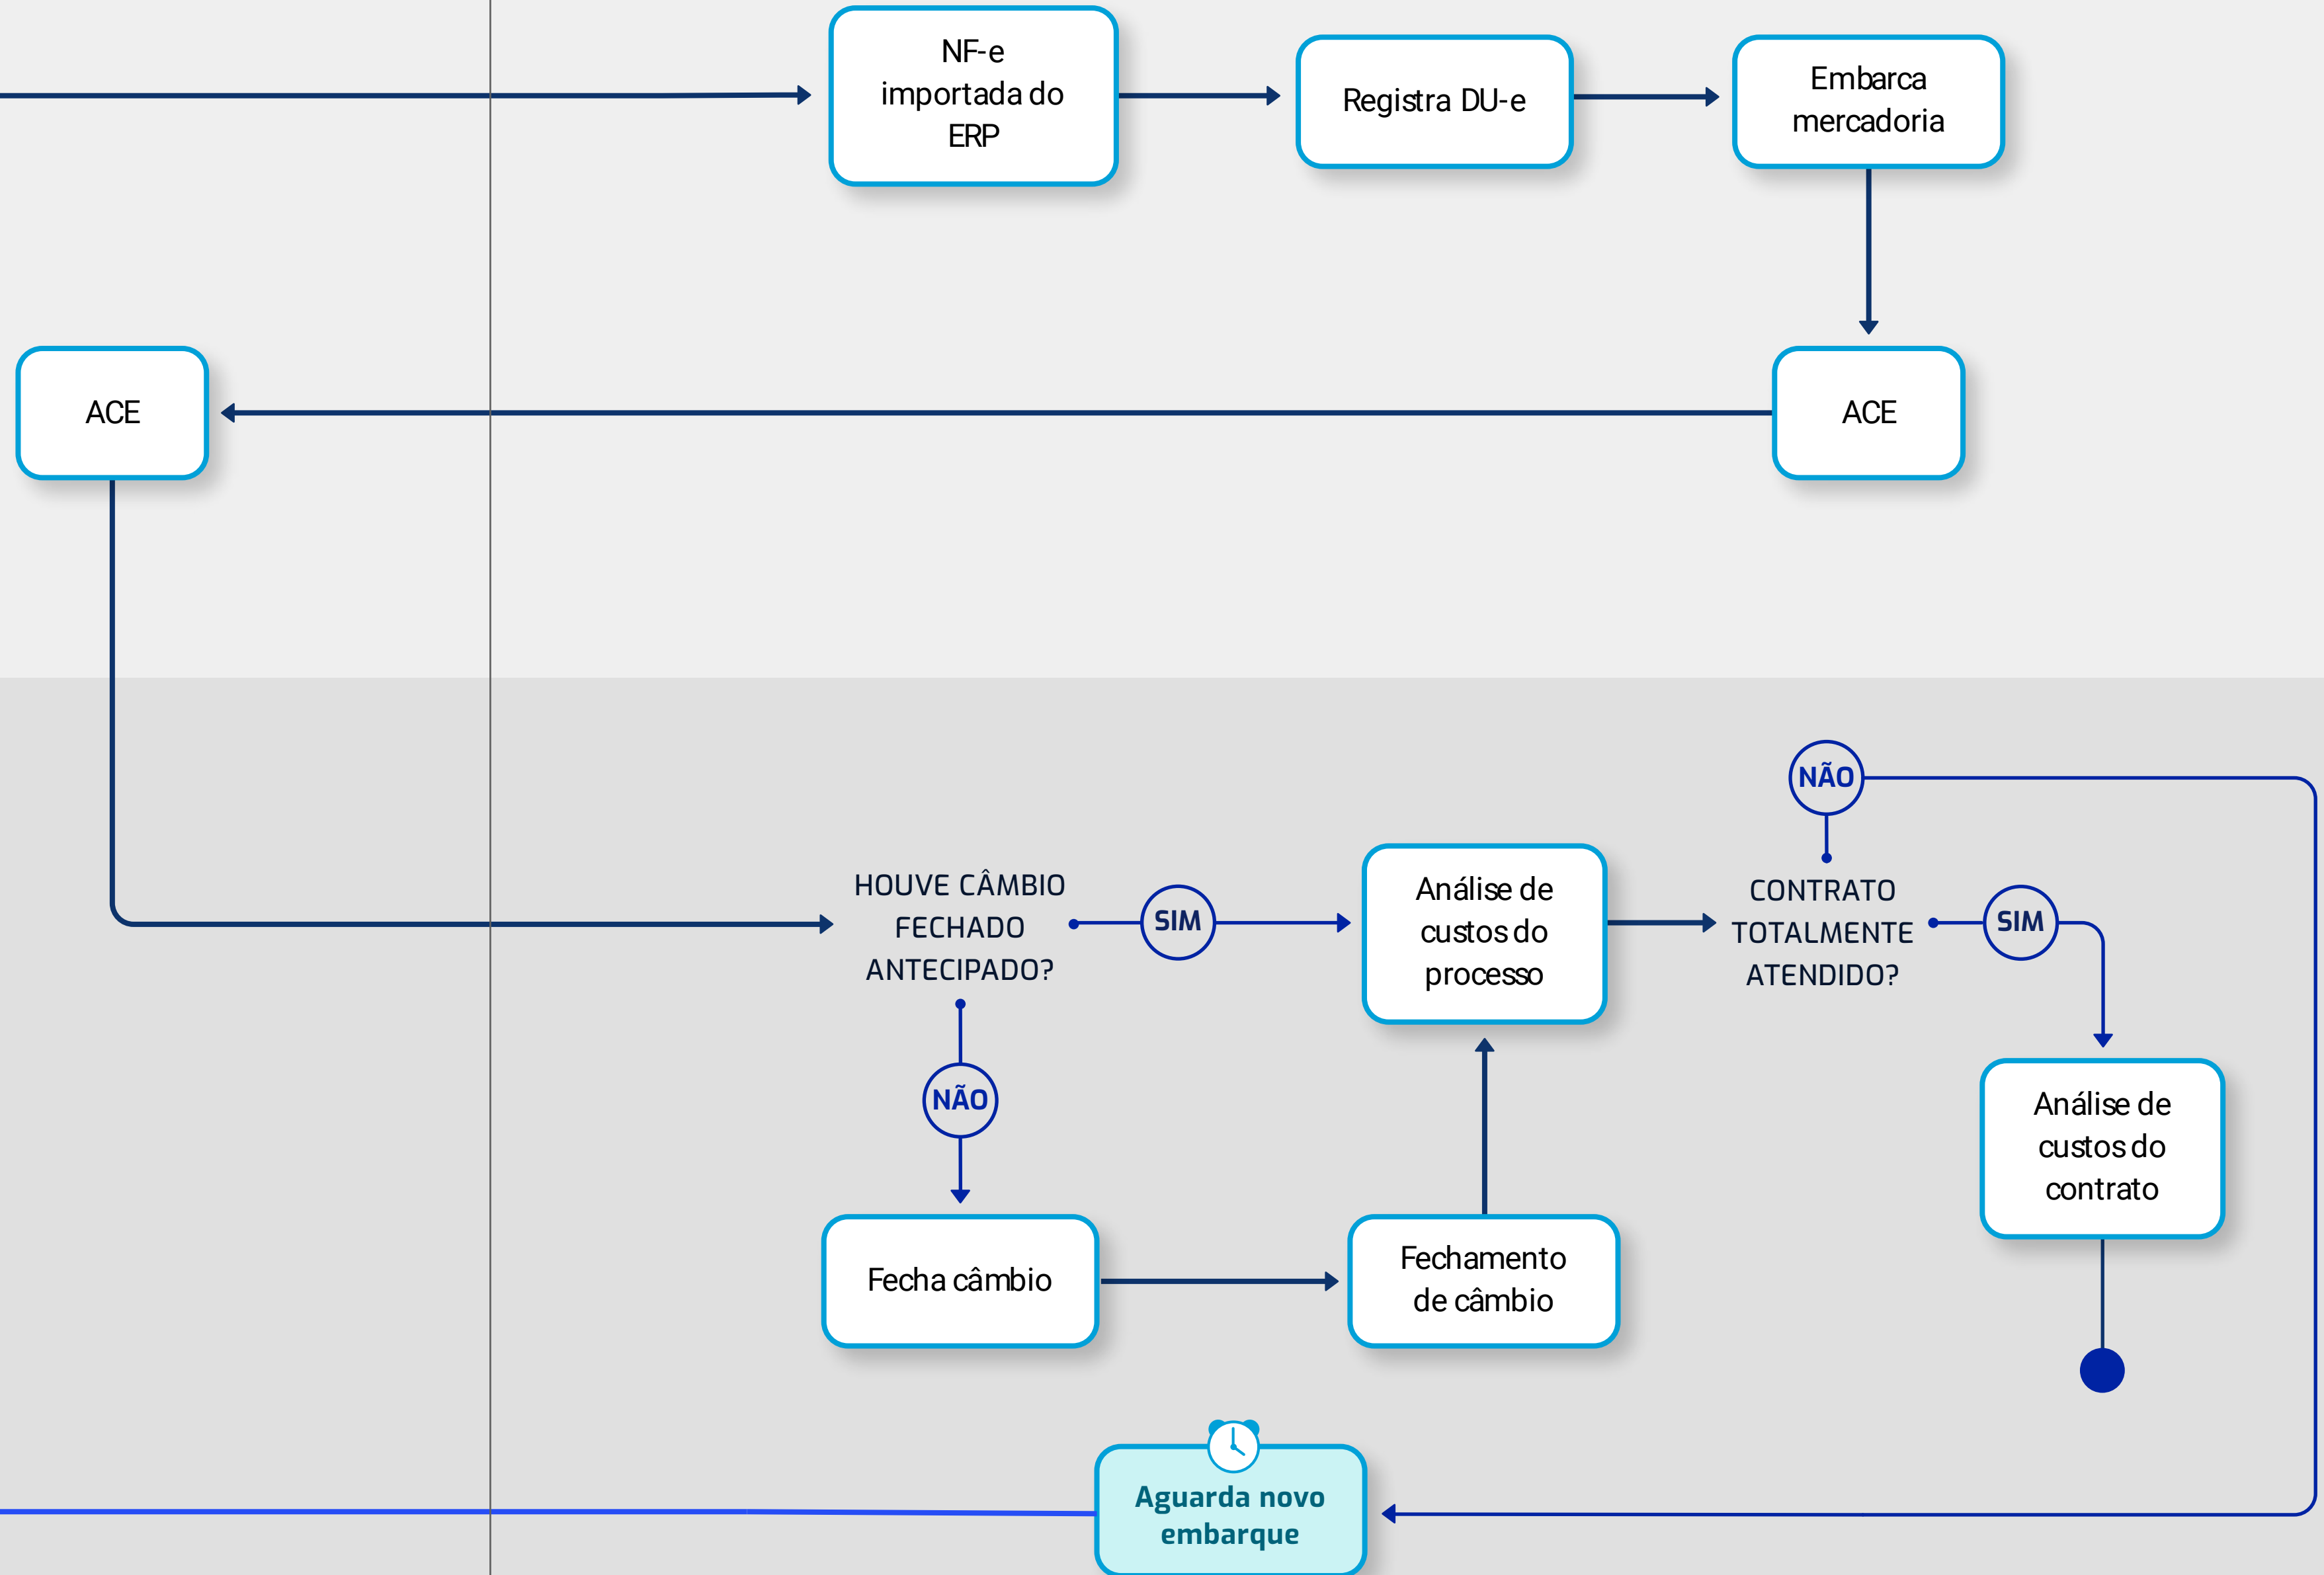 NF-e
importada do
ERP
Registra DU-e
Embarca
mercadoria
ACE
ACE
NÃO
HOUVE CÂMBIO
FECHADO
ANTECIPADO?
SIM
Análise de
custos do
processo
CONTRATO
TOTALMENTE
ATENDIDO?
SIM
NÃO
Análise de
custos do
contrato
Fecha câmbio
Fechamento
de câmbio
Aguarda novo
embarque